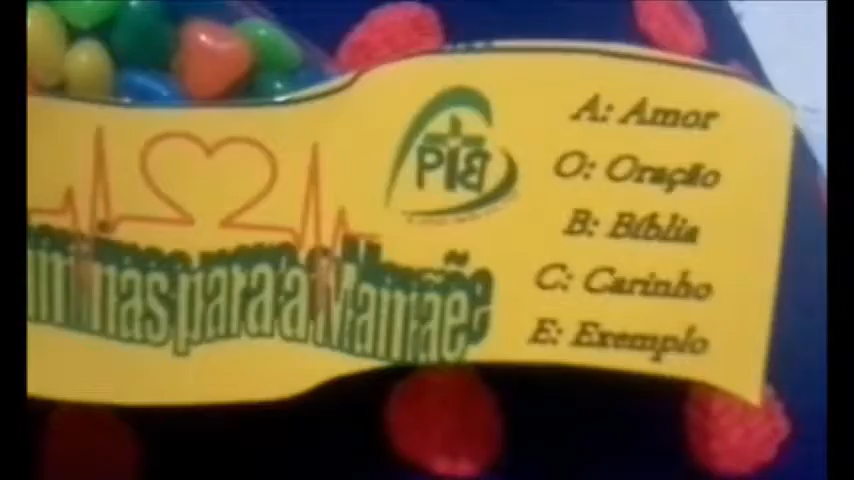 para a Mamãe
PIB
A: Amor
O: Oração
B: Bíblia
C: Carinho
E: Exemplo